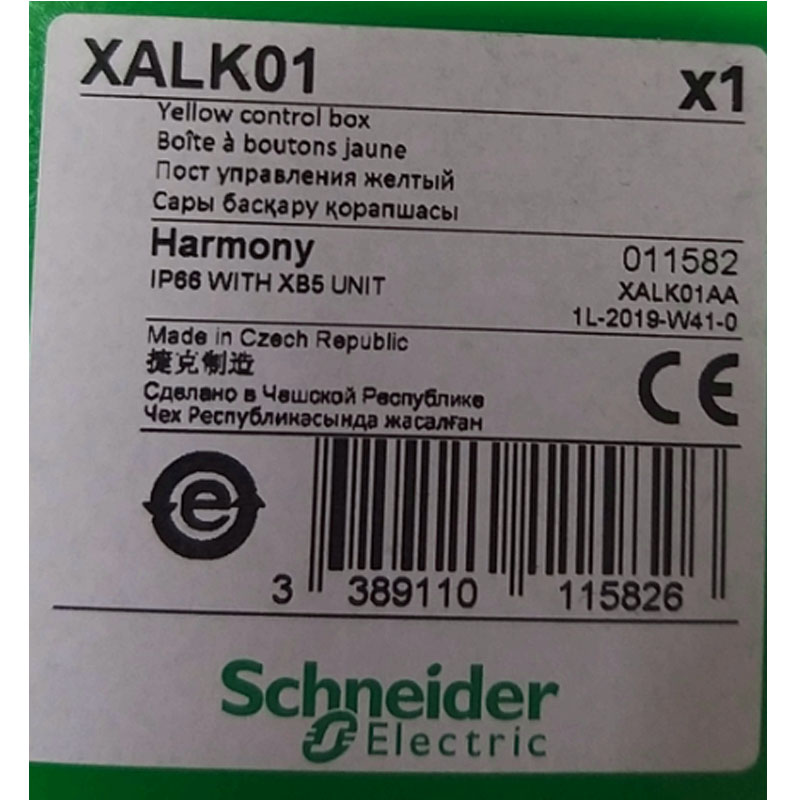 XALK01 x1
Yellow control box
Boîte à boutons jaune
Пост управления желтый
Сары басқару қорапшасы
Harmony 011582
IP66 WITH XB5 UNIT XALK01AA
1L-2019-W41-0
Made in Czech Republic
捷克制造
Сделано в Чешской Республике
Чех Республикасында жасалған
CE
e
3 389110 115826
Schneider
Electric